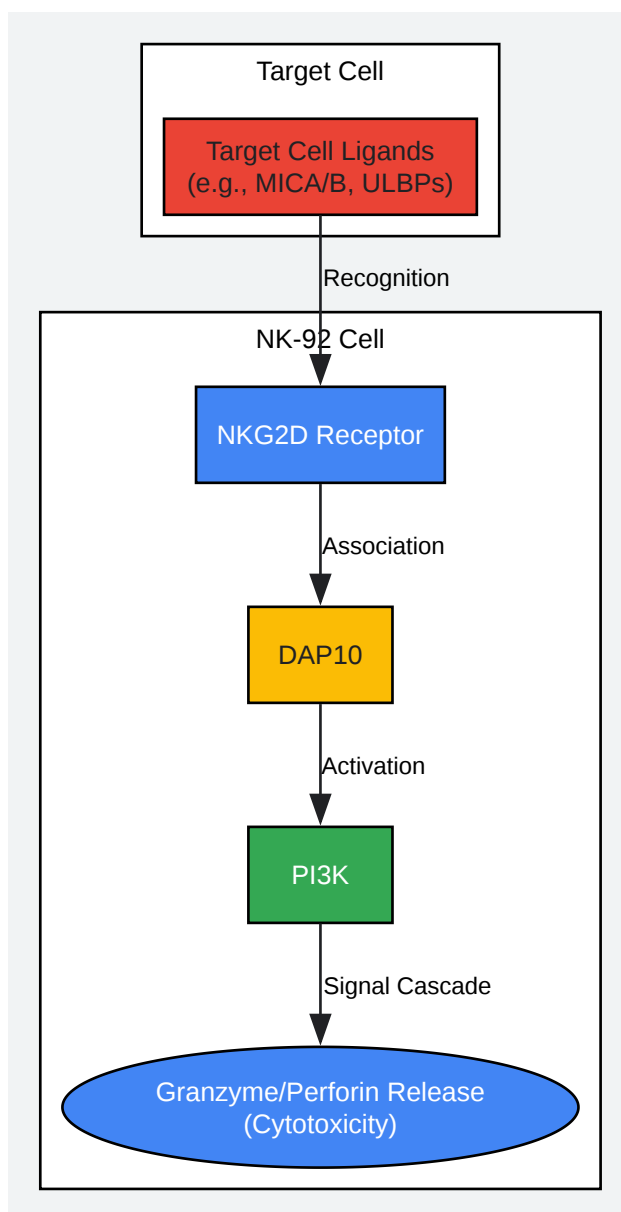 Target Cell
Target Cell Ligands
(e.g., MICA/B, ULBPs)
Recognition
NK-92 Cell
NKG2D Receptor
Association
DAP10
Activation
PI3K
Signal Cascade
Granzyme/Perforin Release
(Cytotoxicity)